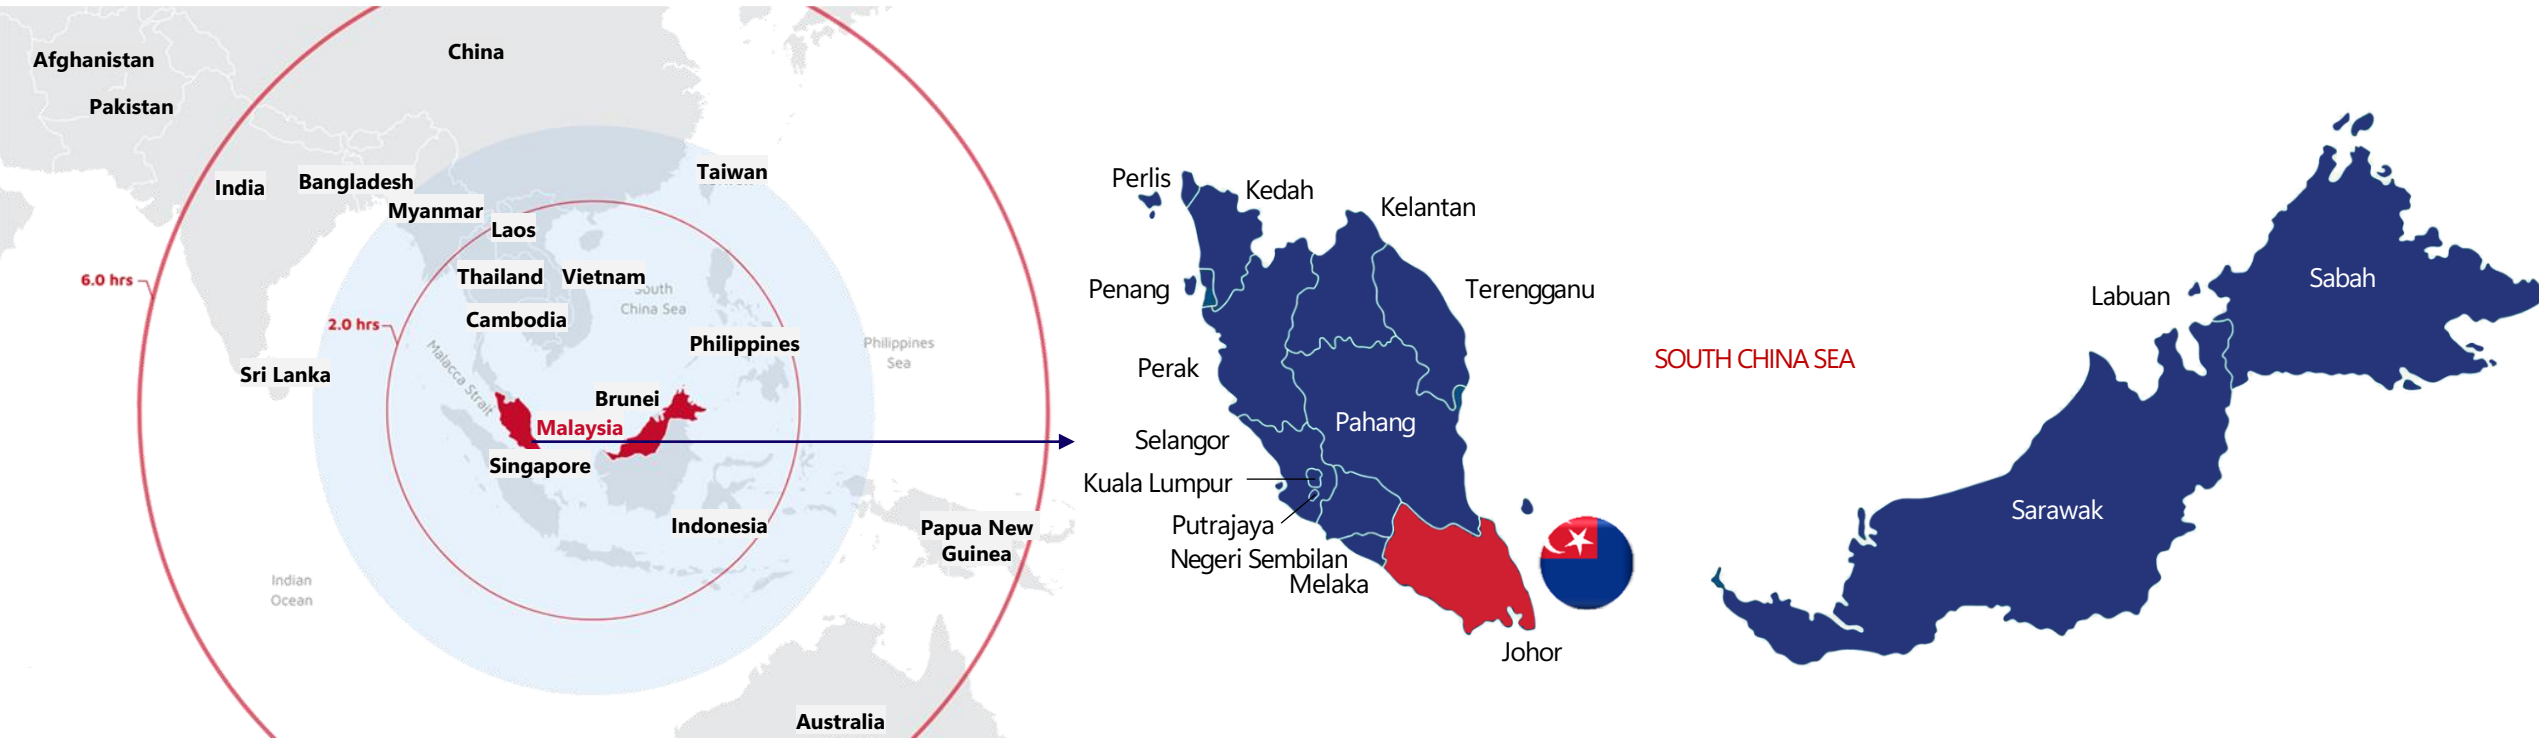 Afghanistan
China
Pakistan
Taiwan
India
Bangladesh
Myanmar
Laos
Thailand
Vietnam
6.0 hrs
South
China Sea
Cambodia
2.0 hrs
Philippines
Philippines
Sea
Malacca Strait
Sri Lanka
Brunei
Malaysia
Singapore
Indonesia
Papua New
Guinea
Indian
Ocean
Australia
Perlis
Kedah
Kelantan
Penang
Terengganu
Perak
Pahang
Selangor
Kuala Lumpur
Putrajaya
Negeri Sembilan
Melaka
Johor
SOUTH CHINA SEA
Labuan
Sabah
Sarawak